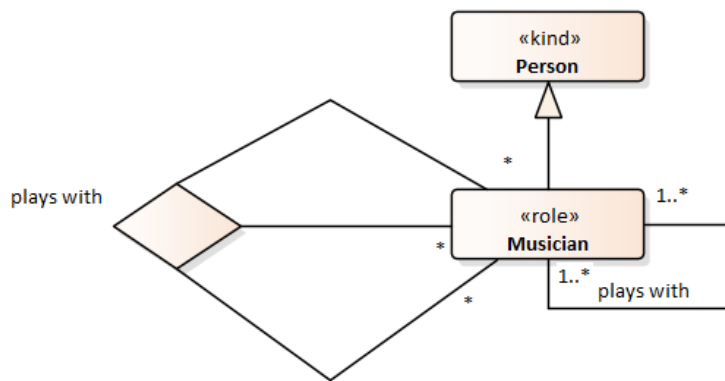 «kind»
Person
*
plays with
«role»
Musician
1..*
*
1..*
plays with
*